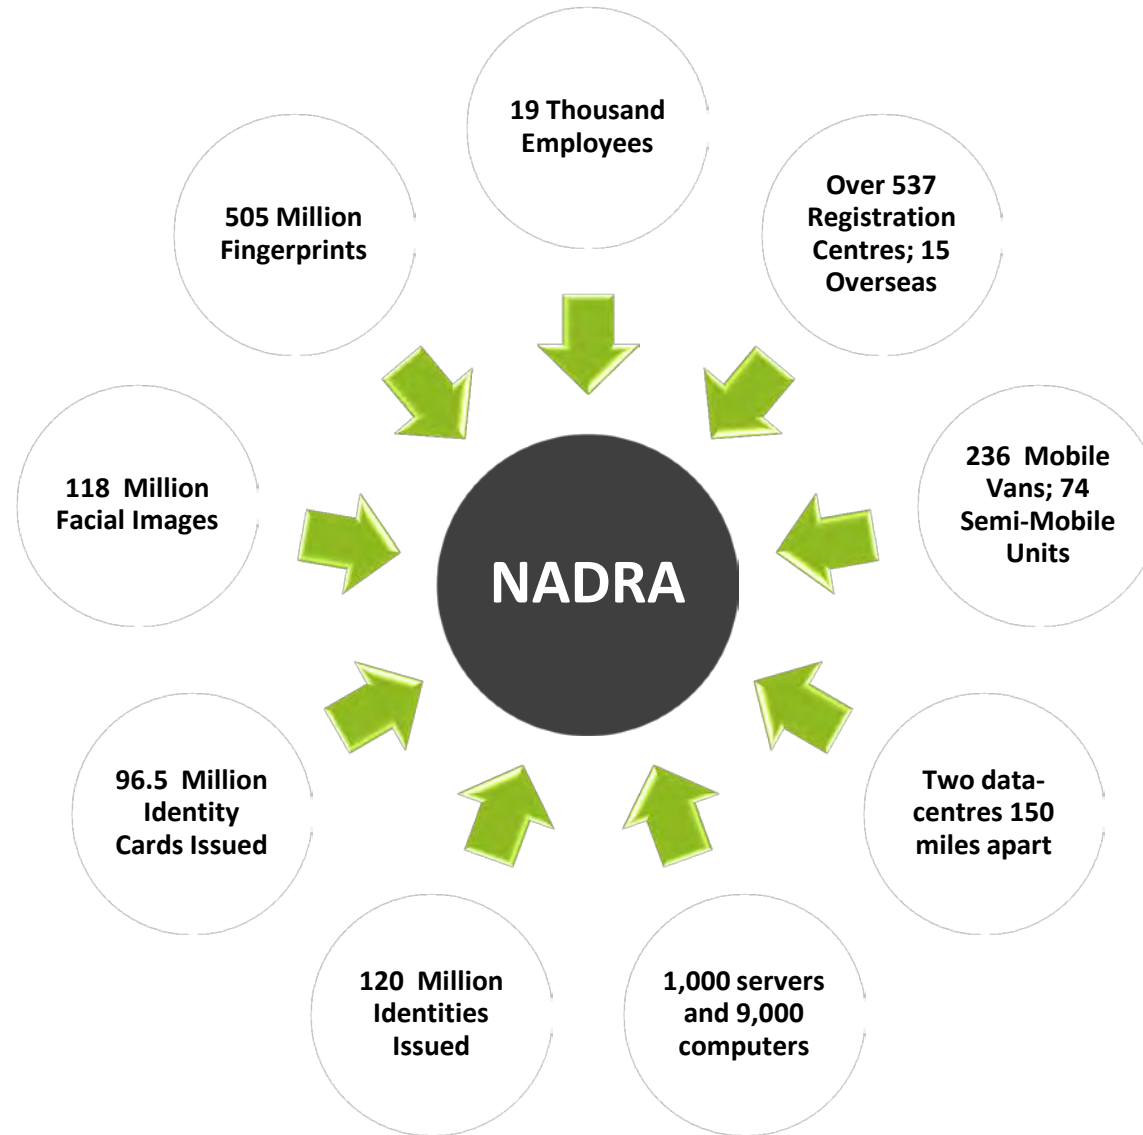 19 Thousand
Employees
Over 537
Registration
Centres; 15
Overseas
236 Mobile
Vans; 74
Semi-Mobile
Units
Two data-
centres 150
miles apart
1,000 servers
and 9,000
computers
120 Million
Identities
Issued
96.5 Million
Identity
Cards Issued
118 Million
Facial Images
505 Million
Fingerprints
NADRA